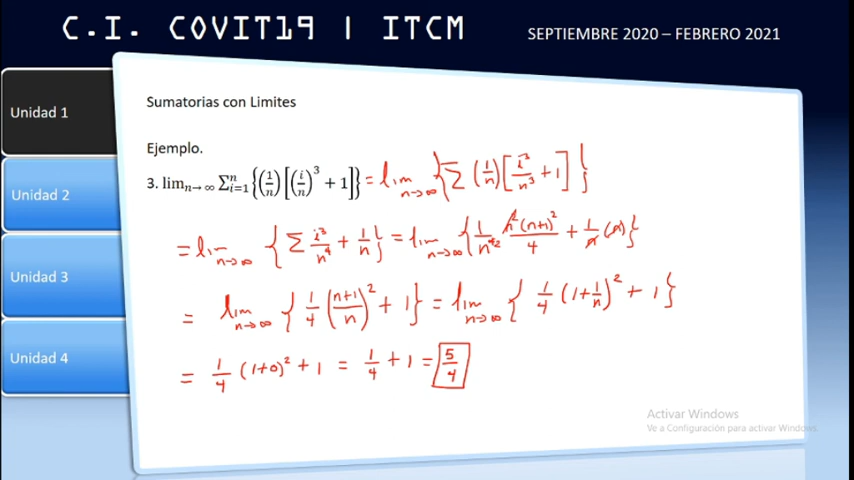 C.I. COVIT19 | ITCM
SEPTIEMBRE 2020 – FEBRERO 2021
Unidad 1
Unidad 2
Unidad 3
Unidad 4
Sumatorias con Limites
Ejemplo.
3. lim_{n→∞} Σ_{i=1}^{n} {(1/n)[(i/n)^3 + 1]} = lim_{n→∞} {Σ (1/n)[i^3/n^3 + 1]}
= lim_{n→∞} {Σ i^3/n^4 + 1/n} = lim_{n→∞} {1/n^4 2 n^2(n+1)^2/4 + 1/n (n)}
= lim_{n→∞} {1/4 ((n+1)/n)^2 + 1} = lim_{n→∞} {1/4 (1 + 1/n)^2 + 1}
= 1/4 (1+0)^2 + 1 = 1/4 + 1 = 5/4
Activar Windows
Ve a Configuración para activar Windows.